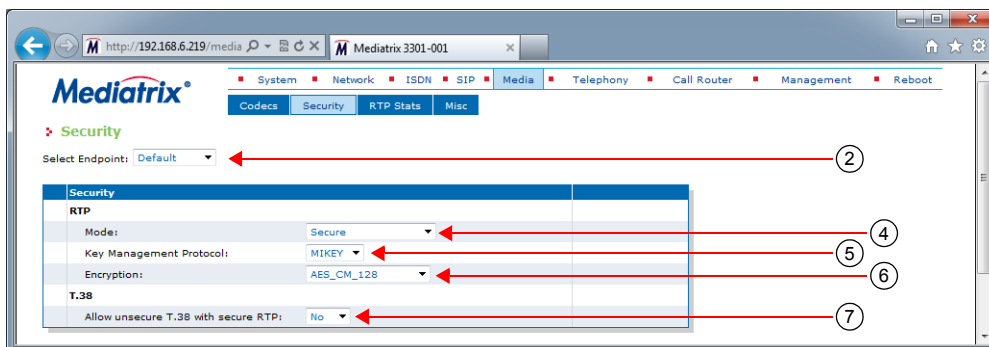 http://192.168.6.219/media
Mediatrix 3301-001
Mediatrix®
System Network ISDN SIP Media Telephony Call Router Management Reboot
Codecs Security RTP Stats Misc
Security
Select Endpoint: Default
2
Security
RTP
Mode: Secure
4
Key Management Protocol: MIKEY
5
Encryption: AES_CM_128
6
T.38
Allow unsecure T.38 with secure RTP: No
7